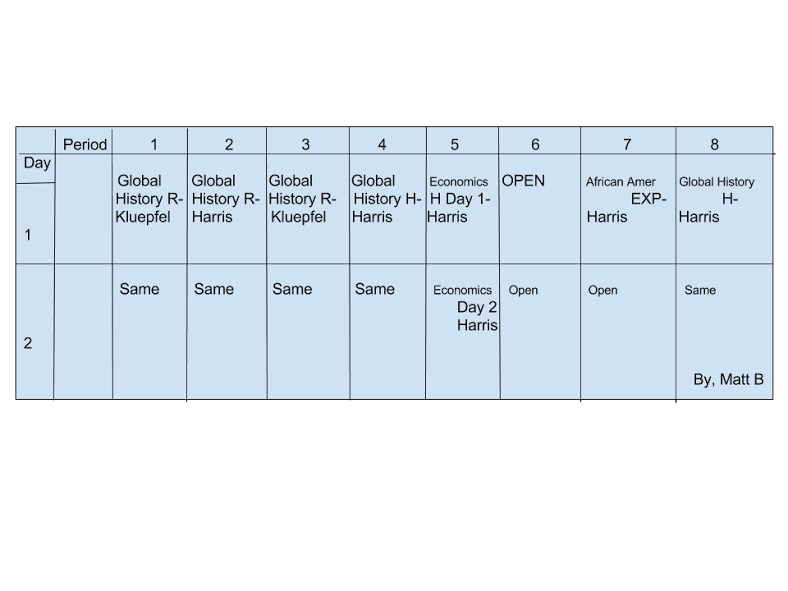 Period 1 2 3 4 5 6 7 8
Day
Global Global Global Global Economics OPEN African Amer Global History
History R- History R- History R- History H- H Day 1- EXP- H-
Kluepfel Harris Kluepfel Harris Harris Harris Harris
1
Same Same Same Same Economics Open Open Same
Day 2
Harris
2
By, Matt B